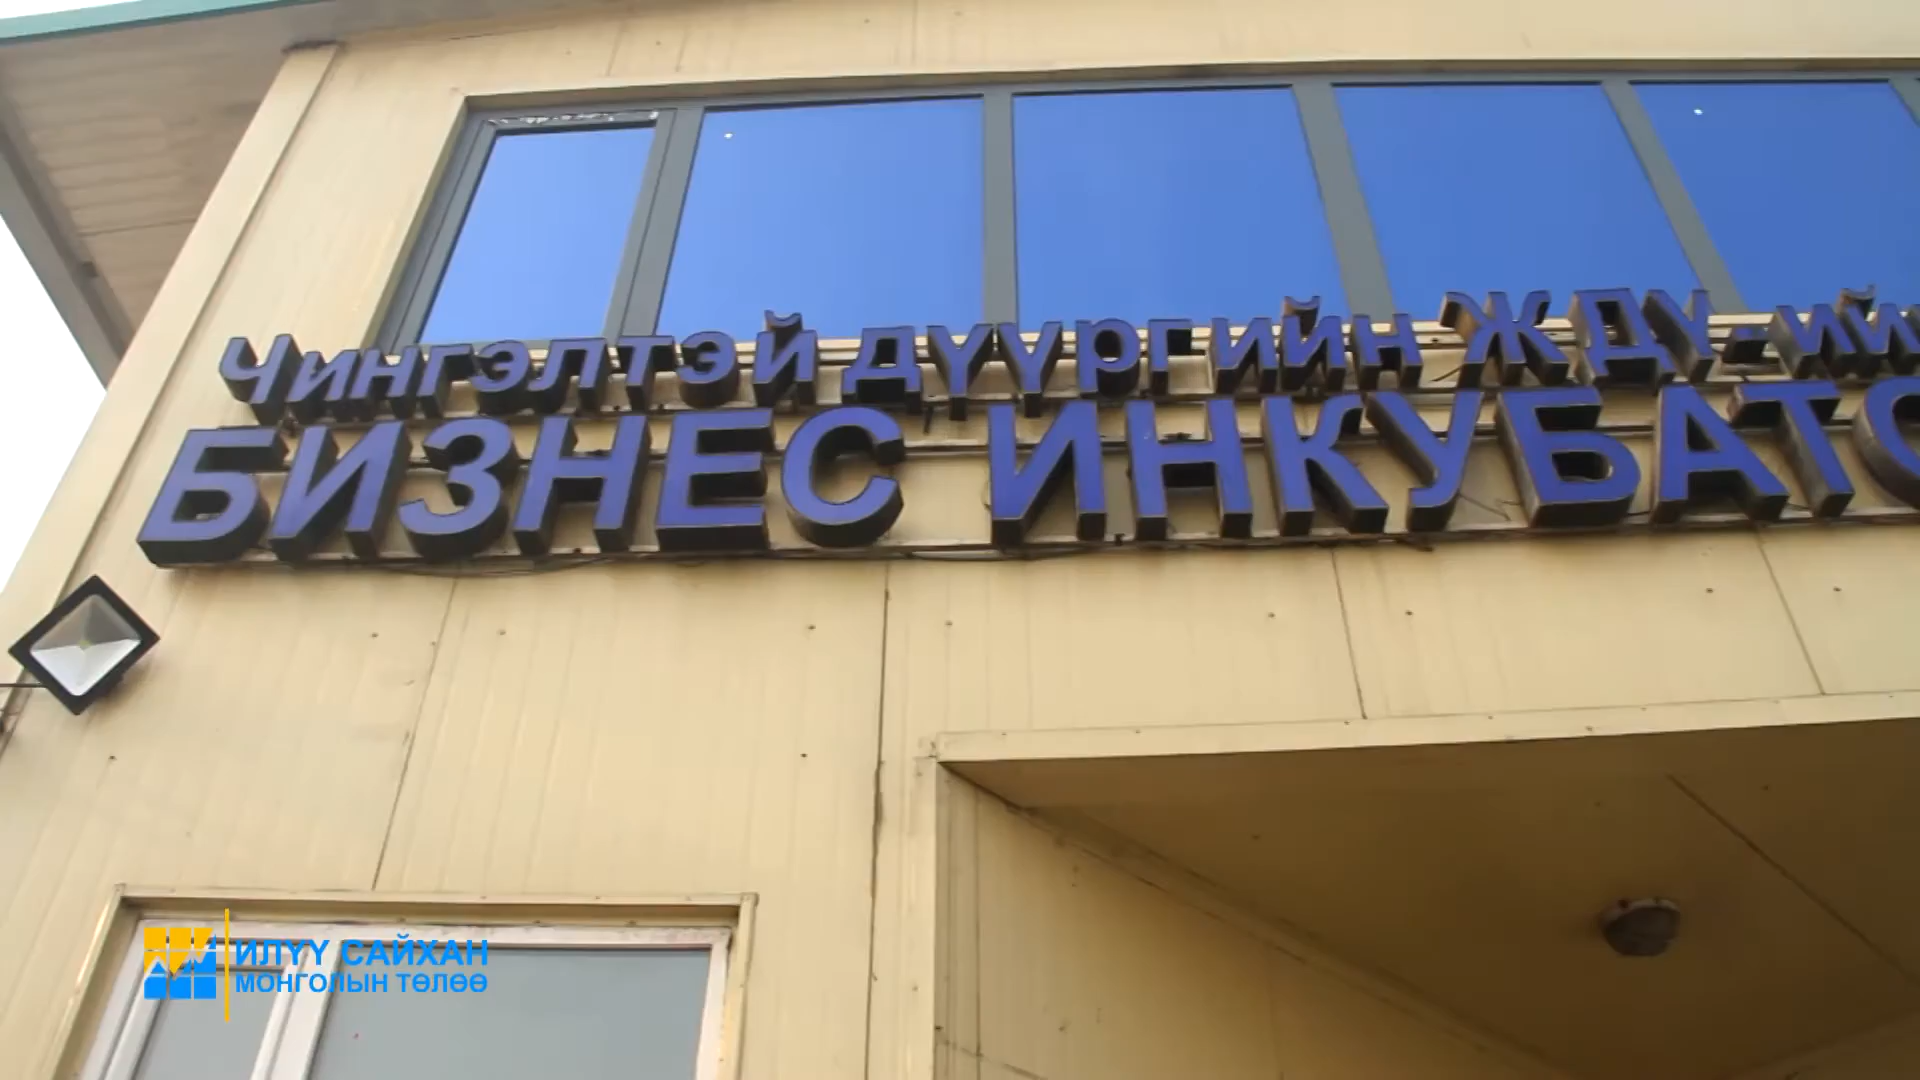 Чингэлтэй дүүргийн ЖДҮ-ий
БИЗНЕС ИНКУБАТО
ИЛҮҮ САЙХАН
МОНГОЛЫН ТӨЛӨӨ